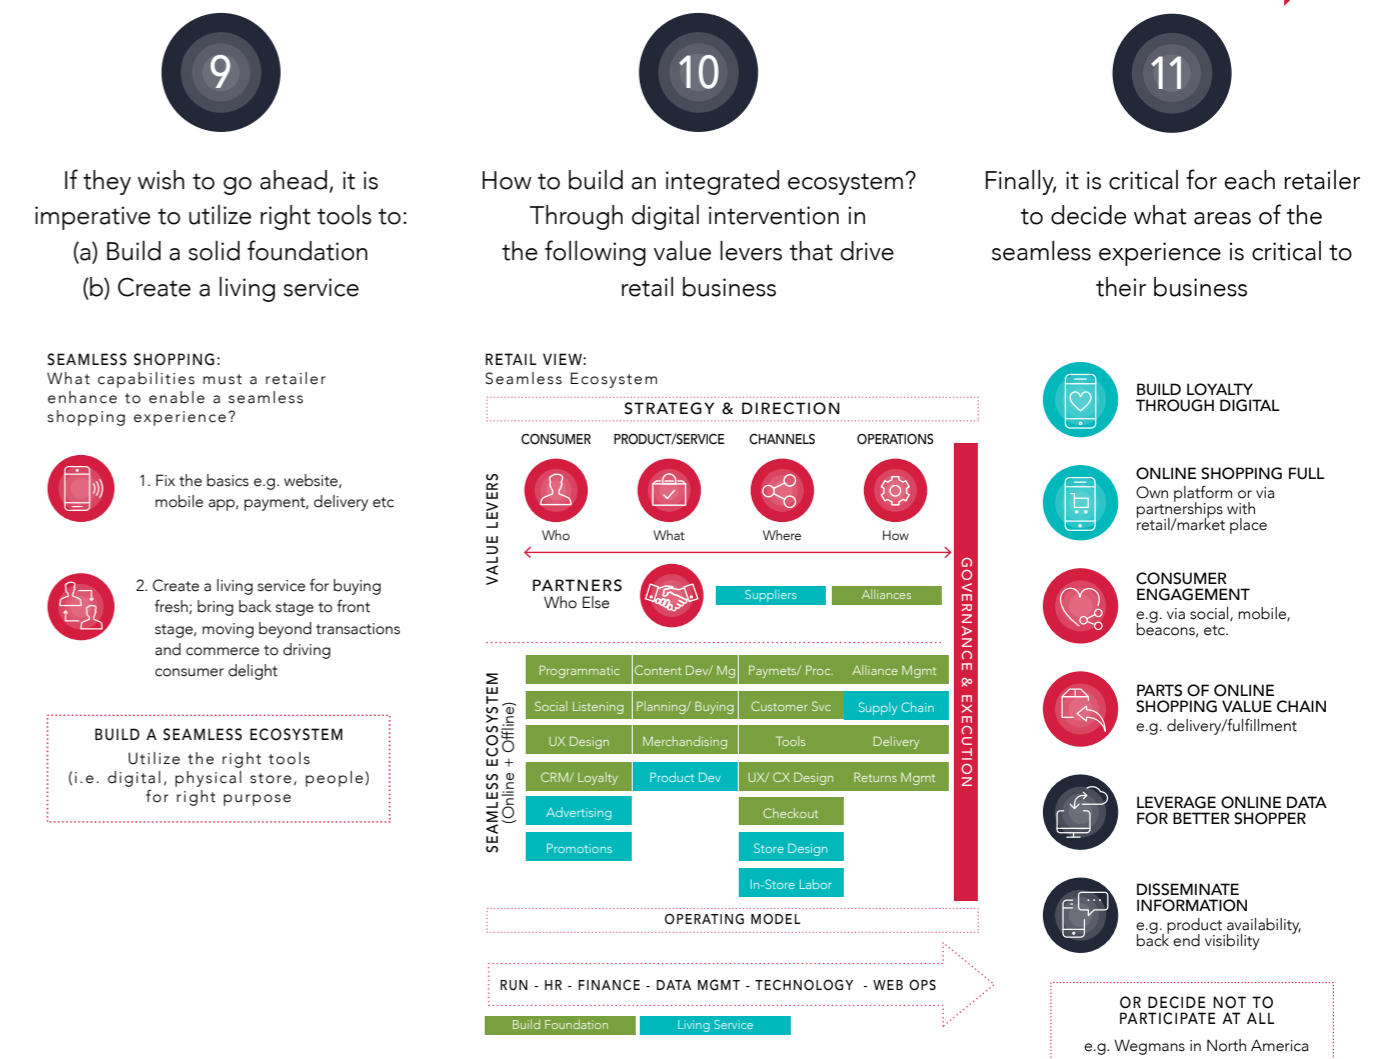 9
If they wish to go ahead, it is
imperative to utilize right tools to:
(a) Build a solid foundation
(b) Create a living service
SEAMLESS SHOPPING:
What capabilities must a retailer
enhance to enable a seamless
shopping experience?
1. Fix the basics e.g. website,
mobile app, payment, delivery etc
2. Create a living service for buying
fresh; bring back stage to front
stage, moving beyond transactions
and commerce to driving
consumer delight
BUILD A SEAMLESS ECOSYSTEM
Utilize the right tools
(i.e. digital, physical store, people)
for right purpose
10
How to build an integrated ecosystem?
Through digital intervention in
the following value levers that drive
retail business
RETAIL VIEW:
Seamless Ecosystem
STRATEGY & DIRECTION
VALUE LEVERS
CONSUMER
PRODUCT/SERVICE
CHANNELS
OPERATIONS
Who
What
Where
How
PARTNERS
Who Else
Suppliers
Alliances
GOVERNANCE & EXECUTION
SEAMLESS ECOSYSTEM
(Online + Offline)
Programmatic
Content Dev/ Mg
Paymets/ Proc.
Alliance Mgmt
Social Listening
Planning/ Buying
Customer Svc
Supply Chain
UX Design
Merchandising
Tools
Delivery
CRM/ Loyalty
Product Dev
UX/ CX Design
Returns Mgmt
Advertising
Checkout
Promotions
Store Design
In-Store Labor
OPERATING MODEL
RUN - HR - FINANCE - DATA MGMT - TECHNOLOGY - WEB OPS
Build Foundation
Living Service
11
Finally, it is critical for each retailer
to decide what areas of the
seamless experience is critical to
their business
BUILD LOYALTY
THROUGH DIGITAL
ONLINE SHOPPING FULL
Own platform or via
partnerships with
retail/market place
CONSUMER
ENGAGEMENT
e.g. via social, mobile,
beacons, etc.
PARTS OF ONLINE
SHOPPING VALUE CHAIN
e.g. delivery/fulfillment
LEVERAGE ONLINE DATA
FOR BETTER SHOPPER
DISSEMINATE
INFORMATION
e.g. product availability,
back end visibility
OR DECIDE NOT TO
PARTICIPATE AT ALL
e.g. Wegmans in North America